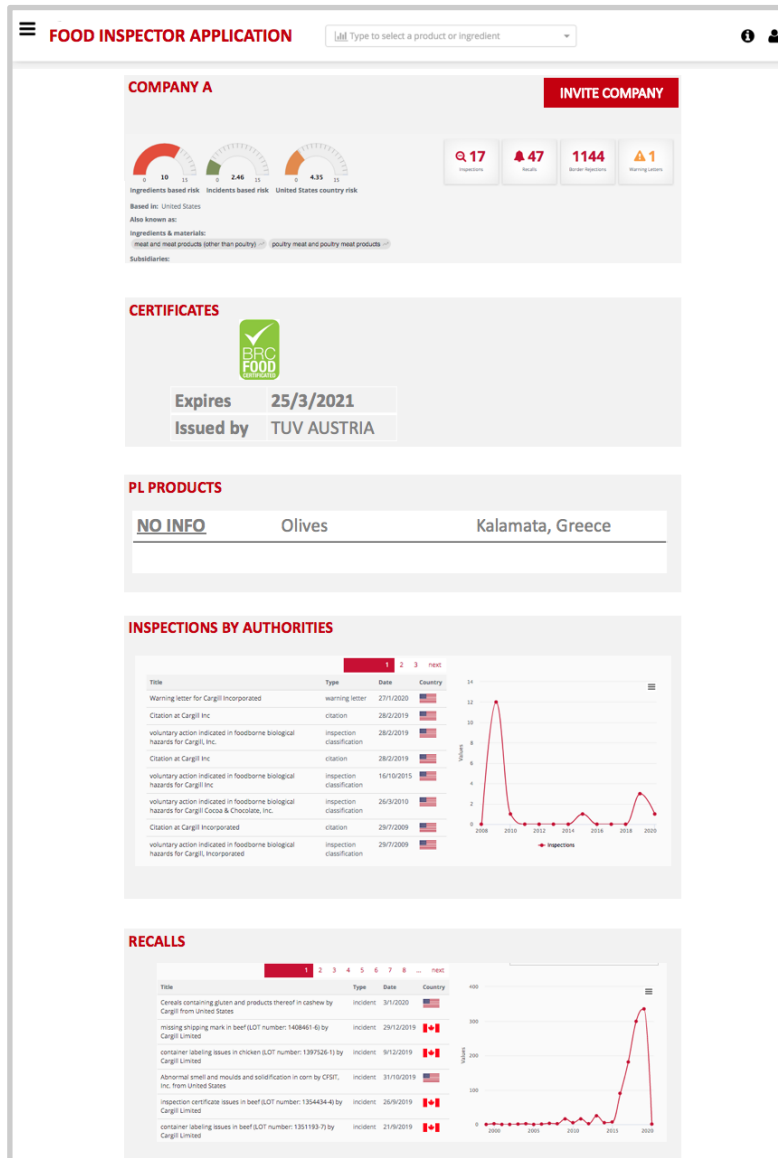 FOOD INSPECTOR APPLICATION
Type to select a product or ingredient
COMPANY A
INVITE COMPANY
0 10 15
0 2.46 15
0 4.35 15
Ingredients based risk
Incidents based risk
United States country risk
17
Inspections
47
Recalls
1144
Border Rejections
1
Warning Letters
Based in: United States
Also known as:
Ingredients & materials:
meat and meat products (other than poultry)
poultry meat and poultry meat products
Subsidiaries:
CERTIFICATES
BRC
FOOD
CERTIFICATED
Expires 25/3/2021
Issued by TUV AUSTRIA
PL PRODUCTS
NO INFO Olives Kalamata, Greece
INSPECTIONS BY AUTHORITIES
1 2 3 next
Title Type Date Country
Warning letter for Cargill Incorporated warning letter 27/1/2020
Citation at Cargill Inc citation 28/2/2019
voluntary action indicated in foodborne biological
hazards for Cargill, Inc. inspection classification 28/2/2019
Citation at Cargill Inc citation 28/2/2019
voluntary action indicated in foodborne biological
hazards for Cargill Inc inspection classification 16/10/2015
voluntary action indicated in foodborne biological
hazards for Cargill Cocoa & Chocolate, Inc. inspection classification 26/3/2010
Citation at Cargill Incorporated citation 29/7/2009
voluntary action indicated in foodborne biological
hazards for Cargill, Incorporated inspection classification 29/7/2009
Values
14
12
10
8
6
4
2
0
2008 2010 2012 2014 2016 2018 2020
Inspections
RECALLS
1 2 3 4 5 6 7 8 ... next
Title Type Date Country
Cereals containing gluten and products thereof in cashew by
Cargill from United States incident 3/1/2020
missing shipping mark in beef (LOT number: 1408461-6) by
Cargill Limited incident 29/12/2019
container labeling issues in chicken (LOT number: 1397526-1) by
Cargill Limited incident 9/12/2019
Abnormal smell and moulds and solidification in corn by CFSIT,
Inc. from United States incident 31/10/2019
inspection certificate issues in beef (LOT number: 1354434-4) by
Cargill Limited incident 26/9/2019
container labeling issues in beef (LOT number: 1351193-7) by
Cargill Limited incident 21/9/2019
Values
400
300
200
100
0
2000 2005 2010 2015 2020